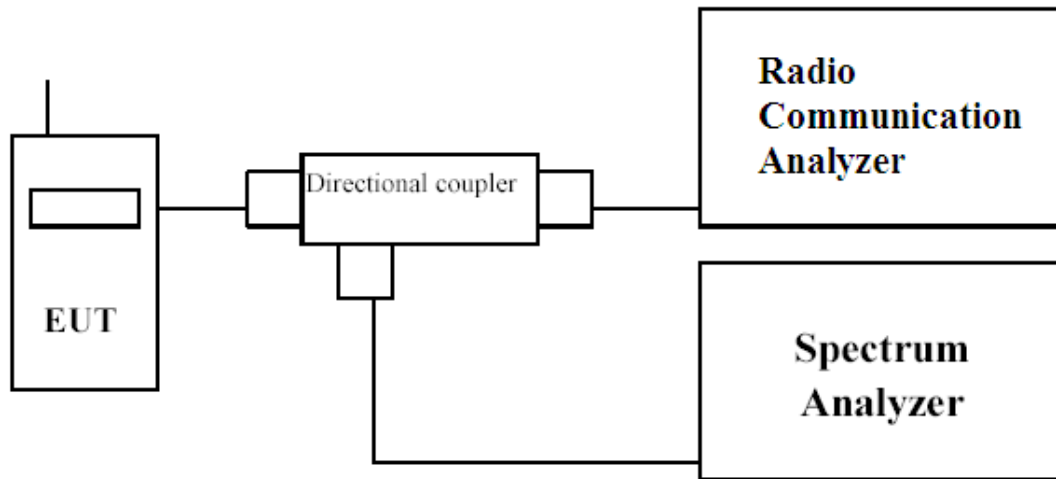 Radio
Communication
Analyzer
Directional coupler
EUT
Spectrum
Analyzer